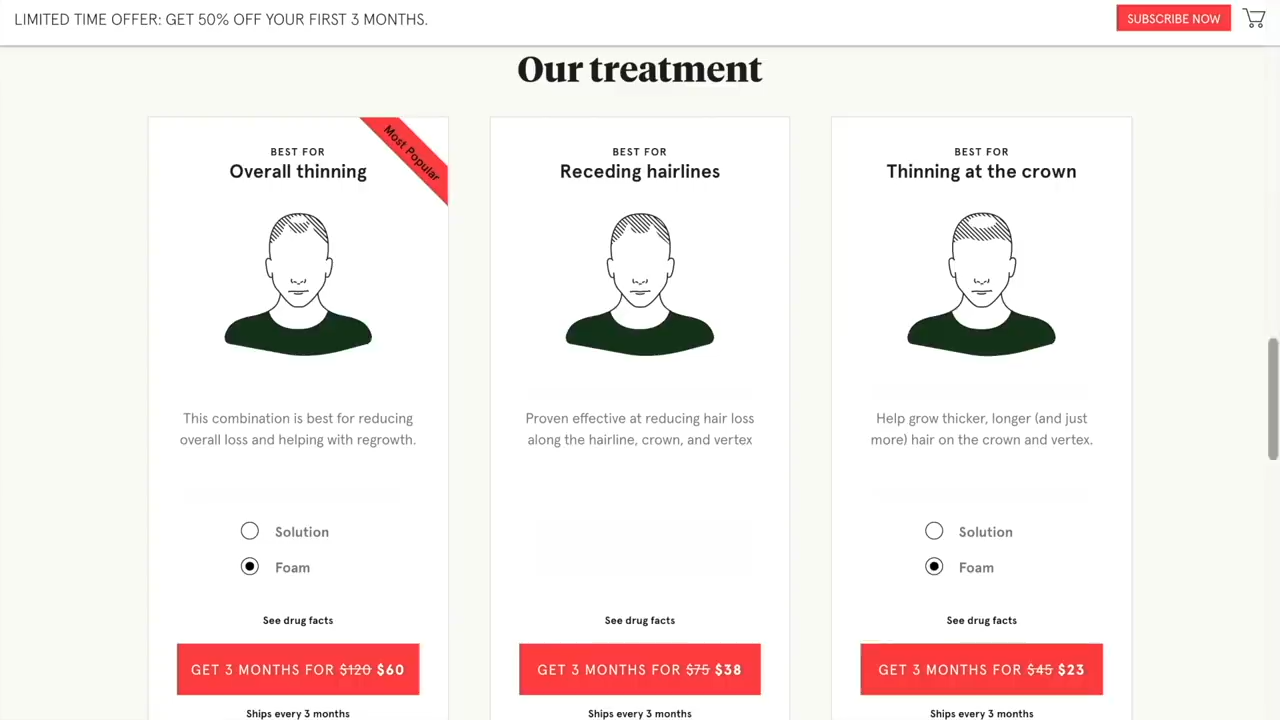 LIMITED TIME OFFER: GET 50% OFF YOUR FIRST 3 MONTHS.
SUBSCRIBE NOW
Our treatment
Most Popular
BEST FOR
Overall thinning
This combination is best for reducing
overall loss and helping with regrowth.
Solution
Foam
See drug facts
GET 3 MONTHS FOR $120 $60
Ships every 3 months
BEST FOR
Receding hairlines
Proven effective at reducing hair loss
along the hairline, crown, and vertex
See drug facts
GET 3 MONTHS FOR $75 $38
Ships every 3 months
BEST FOR
Thinning at the crown
Help grow thicker, longer (and just
more) hair on the crown and vertex.
Solution
Foam
See drug facts
GET 3 MONTHS FOR $45 $23
Ships every 3 months